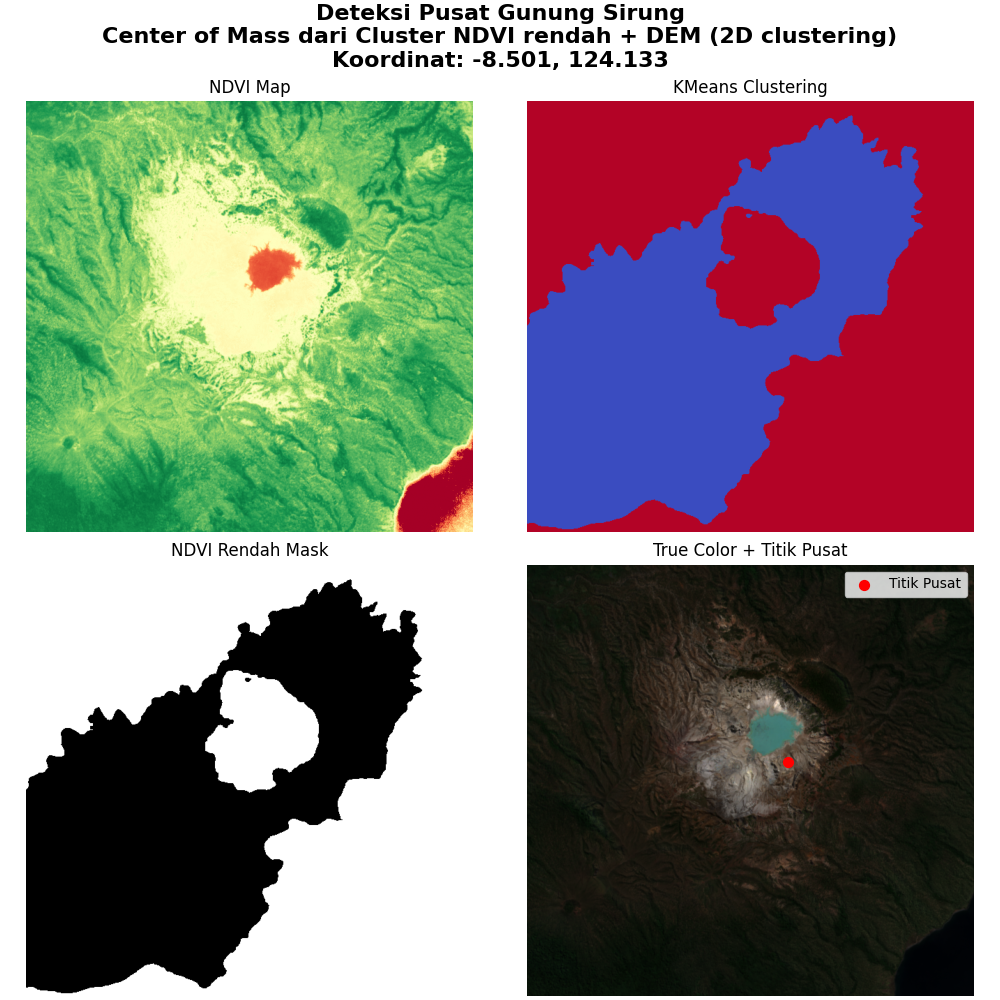 Deteksi Pusat Gunung Sirung
Center of Mass dari Cluster NDVI rendah + DEM (2D clustering)
Koordinat: -8.501, 124.133
NDVI Map
KMeans Clustering
NDVI Rendah Mask
True Color + Titik Pusat
Titik Pusat